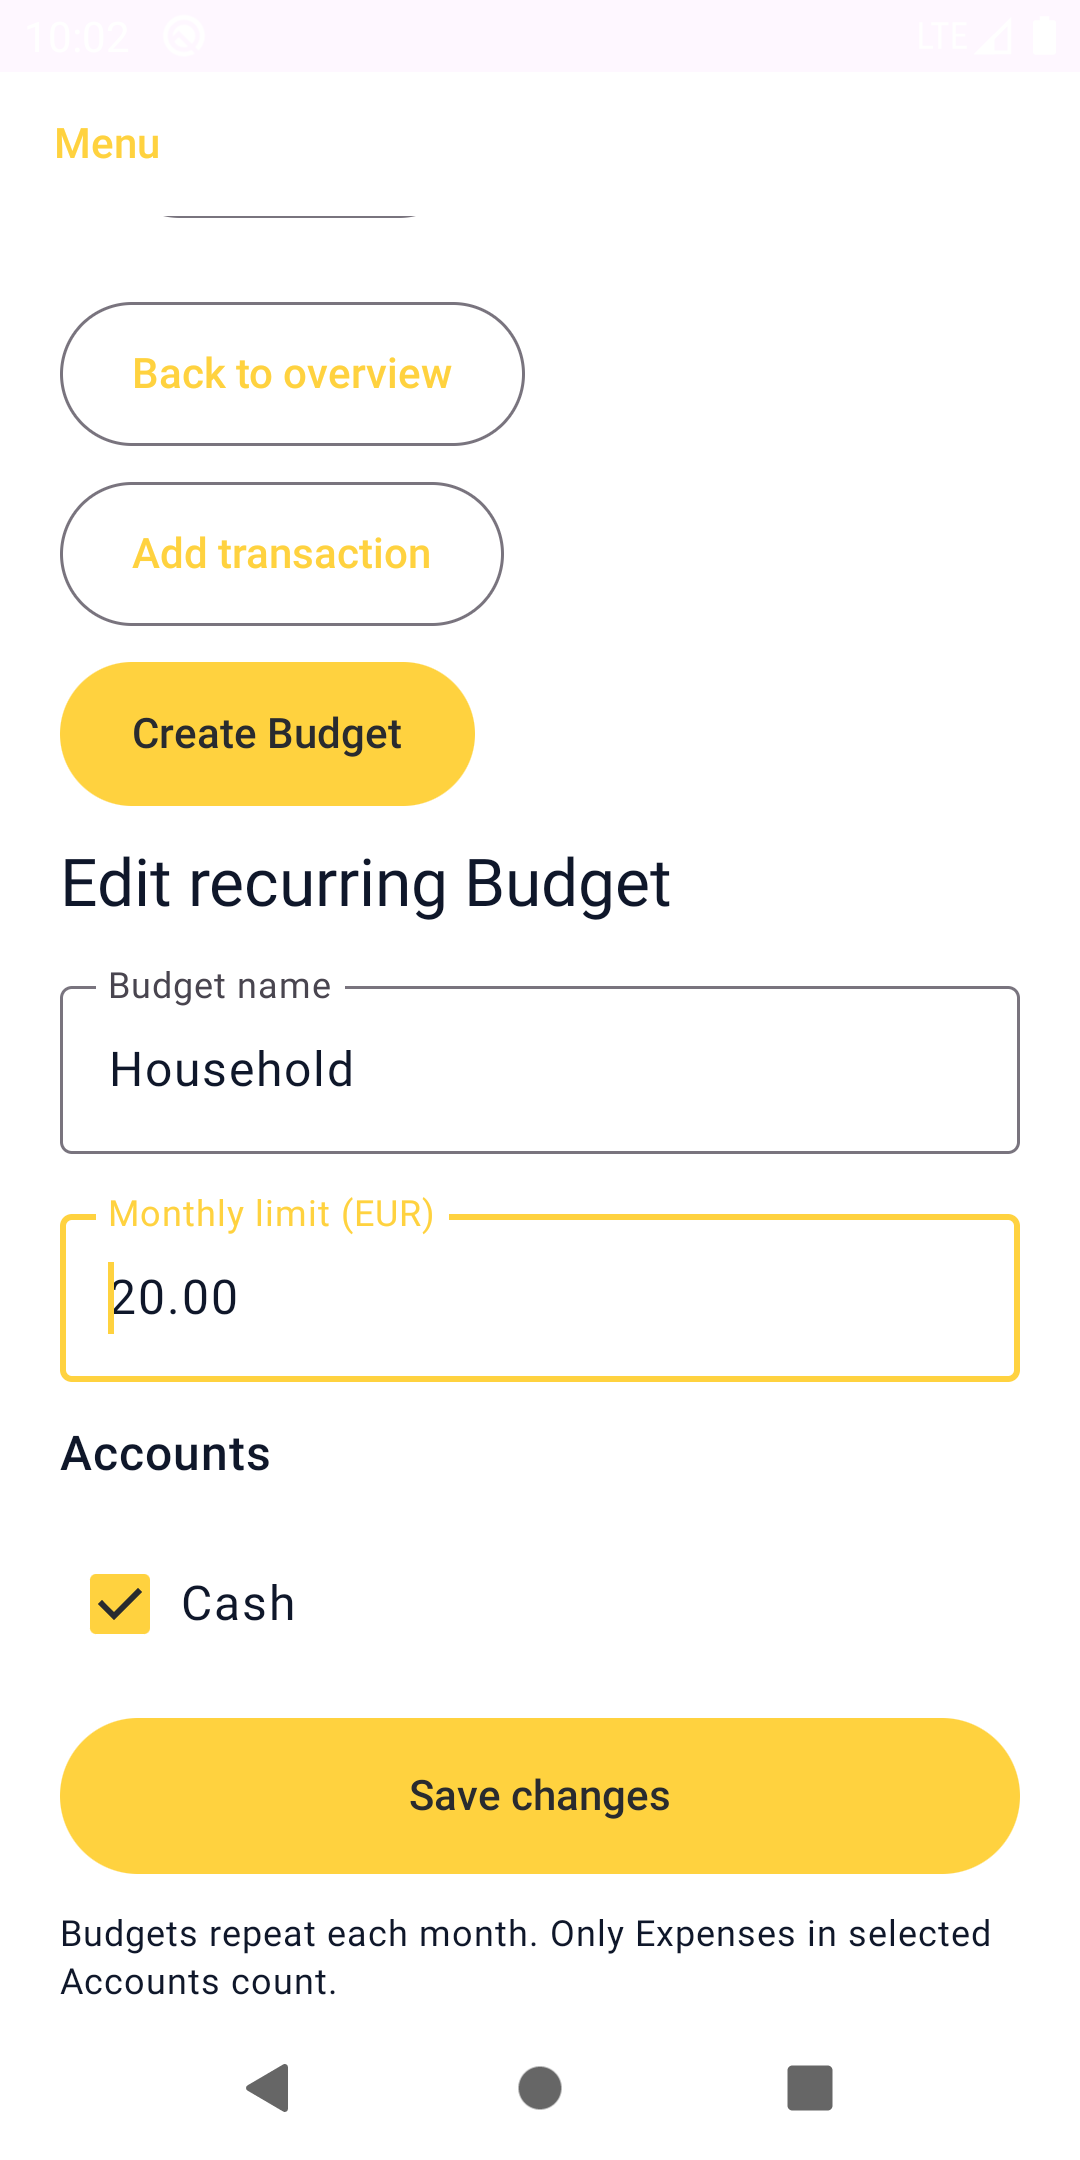 10:02
LTE
Menu
Back to overview
Add transaction
Create Budget
Edit recurring Budget
Budget name
Household
Monthly limit (EUR)
20.00
Accounts
Cash
Save changes
Budgets repeat each month. Only Expenses in selected
Accounts count.